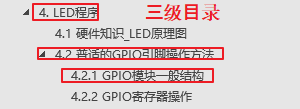 4. LED程序
三级目录
4.1 硬件知识_LED原理图
4.2 普适的GPIO引脚操作方法
4.2.1 GPIO模块一般结构
4.2.2 GPIO寄存器操作